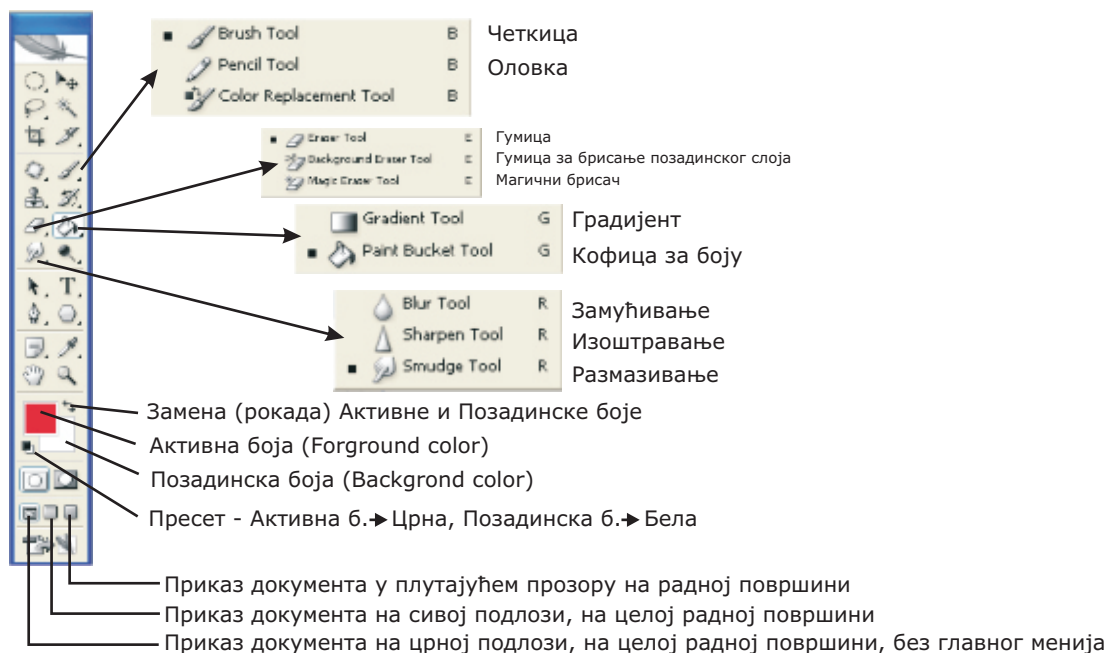 Brush Tool B Четкица
Pencil Tool B Оловка
Color Replacement Tool B
Eraser Tool E Гумица
Background Eraser Tool E Гумица за брисање позадинског слоја
Magic Eraser Tool E Магични брисач
Gradient Tool G Градијент
Paint Bucket Tool G Кофица за боју
Blur Tool R Замућивање
Sharpen Tool R Изоштравање
Smudge Tool R Размазивање
T
Замена (рокада) Активне и Позадинске боје
Активна боја (Forground color)
Позадинска боја (Backgrond color)
Пресет - Активна б.➔ Црна, Позадинска б.➔ Бела
Приказ документа у плутајућем прозору на радној површини
Приказ документа на сивој подлози, на целој радној површини
Приказ документа на црној подлози, на целој радној површини, без главног менија